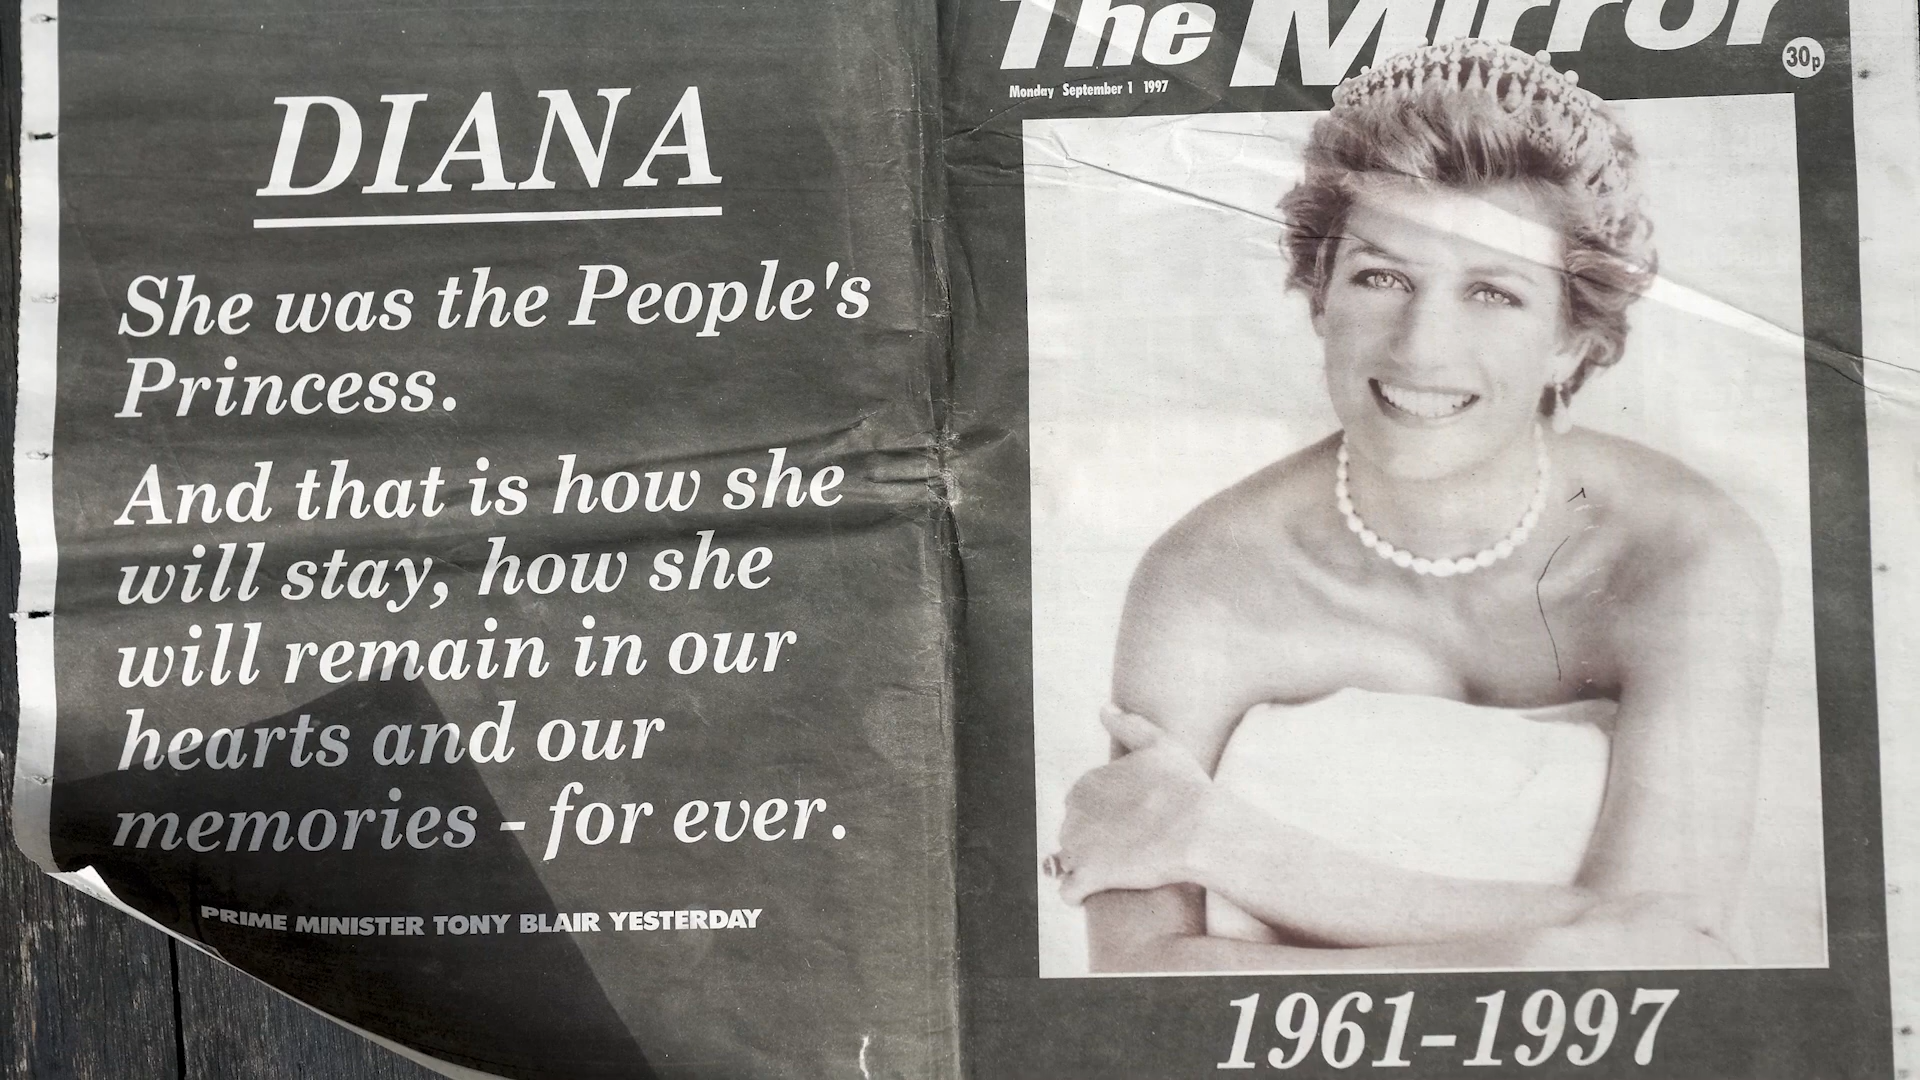 DIANA
She was the People's
Princess.
And that is how she
will stay, how she
will remain in our
hearts and our
memories - for ever.
PRIME MINISTER TONY BLAIR YESTERDAY
The Mirror
30p
Monday September 1 1997
1961-1997